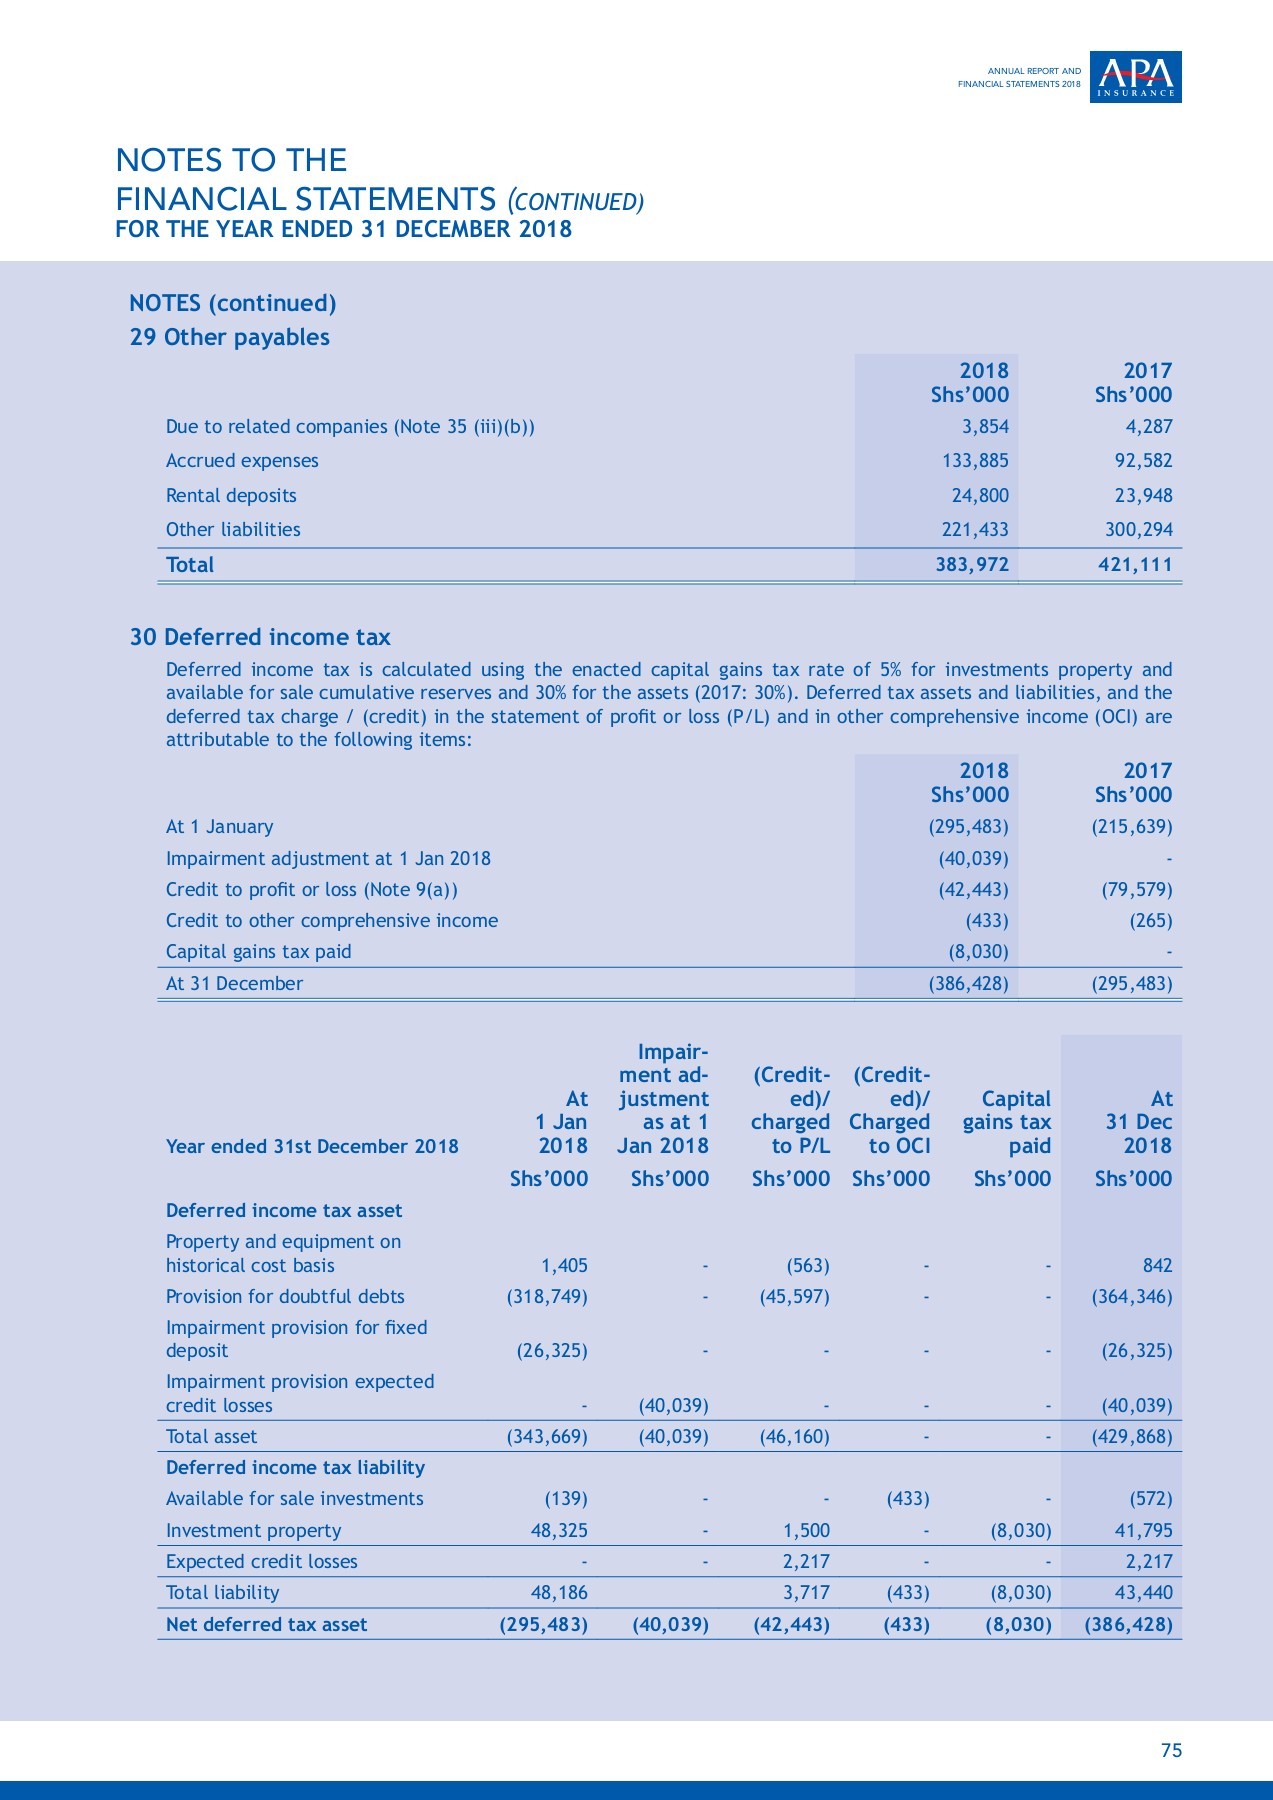 ANNUAL REPORT AND
FINANCIAL STATEMENTS 2018
APA
INSURANCE
NOTES TO THE
FINANCIAL STATEMENTS (CONTINUED)
FOR THE YEAR ENDED 31 DECEMBER 2018
NOTES (continued)
29 Other payables
2018 2017
Shs’000 Shs’000
Due to related companies (Note 35 (iii)(b)) 3,854 4,287
Accrued expenses 133,885 92,582
Rental deposits 24,800 23,948
Other liabilities 221,433 300,294
Total 383,972 421,111
30 Deferred income tax
Deferred income tax is calculated using the enacted capital gains tax rate of 5% for investments property and
available for sale cumulative reserves and 30% for the assets (2017: 30%). Deferred tax assets and liabilities, and the
deferred tax charge / (credit) in the statement of profit or loss (P/L) and in other comprehensive income (OCI) are
attributable to the following items:
2018 2017
Shs’000 Shs’000
At 1 January (295,483) (215,639)
Impairment adjustment at 1 Jan 2018 (40,039) -
Credit to profit or loss (Note 9(a)) (42,443) (79,579)
Credit to other comprehensive income (433) (265)
Capital gains tax paid (8,030) -
At 31 December (386,428) (295,483)
Impair-
ment ad- (Credit- (Credit-
At justment ed)/ ed)/ Capital At
1 Jan as at 1 charged Charged gains tax 31 Dec
Year ended 31st December 2018 2018 Jan 2018 to P/L to OCI paid 2018
Shs’000 Shs’000 Shs’000 Shs’000 Shs’000 Shs’000
Deferred income tax asset
Property and equipment on
historical cost basis 1,405 - (563) - - 842
Provision for doubtful debts (318,749) - (45,597) - - (364,346)
Impairment provision for fixed
deposit (26,325) - - - - (26,325)
Impairment provision expected
credit losses - (40,039) - - - (40,039)
Total asset (343,669) (40,039) (46,160) - - (429,868)
Deferred income tax liability
Available for sale investments (139) - - (433) - (572)
Investment property 48,325 - 1,500 - (8,030) 41,795
Expected credit losses - - 2,217 - - 2,217
Total liability 48,186 3,717 (433) (8,030) 43,440
Net deferred tax asset (295,483) (40,039) (42,443) (433) (8,030) (386,428)
75